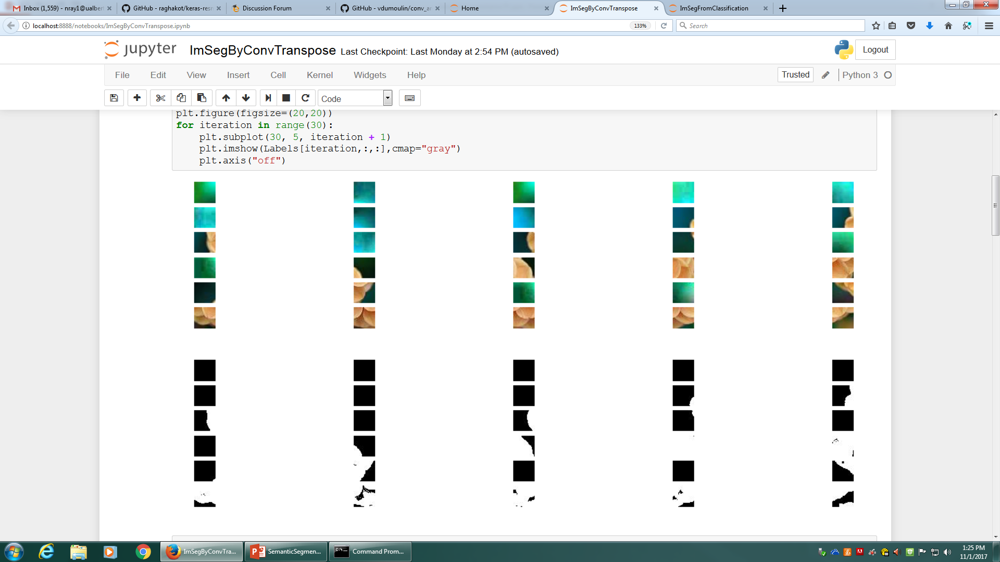 Inbox (1,559) - nray1@ualber
GitHub - raghakot/keras-resn
Discussion Forum
GitHub - vdumoulin/conv_ar
Home
ImSegByConvTranspose
ImSegFromClassification
localhost:8888/notebooks/ImSegByConvTranspose.ipynb
133%
Search
jupyter
ImSegByConvTranspose
Last Checkpoint: Last Monday at 2:54 PM (autosaved)
Logout
File
Edit
View
Insert
Cell
Kernel
Widgets
Help
Trusted
Python 3
Code
plt.figure(figsize=(20,20))
for iteration in range(30):
    plt.subplot(30, 5, iteration + 1)
    plt.imshow(Labels[iteration,:,:],cmap="gray")
    plt.axis("off")
ImSegByConvTra...
SemanticSegmen...
Command Prom...
1:25 PM
11/1/2017